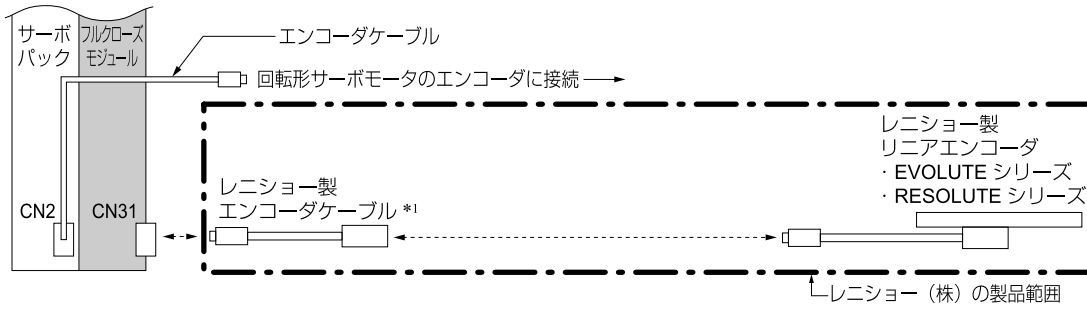 サーボ
パック
フルクローズ
モジュール
エンコーダケーブル
回転形サーボモータのエンコーダに接続
レニショー製
リニアエンコーダ
・EVOLUTE シリーズ
・RESOLUTE シリーズ
レニショー製
エンコーダケーブル *1
CN2
CN31
レニショー（株）の製品範囲